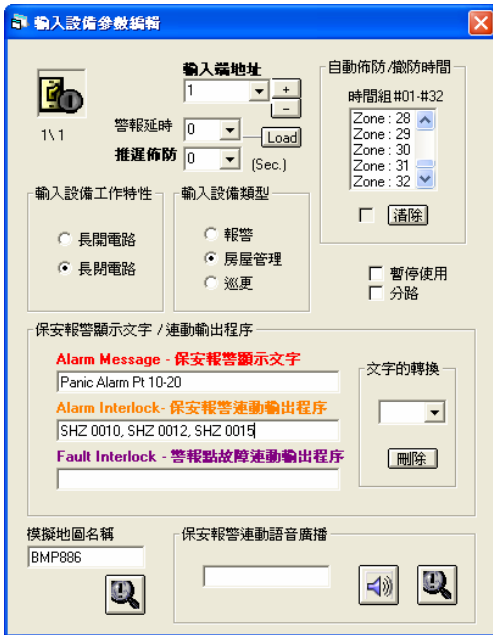 輸入設備參數編輯
輸入端地址
1
+
-
1\1
警報延時
0
Load
推遲佈防
0
(Sec.)
自動佈防/撤防時間
時間組#01-#32
Zone : 28
Zone : 29
Zone : 30
Zone : 31
Zone : 32
清除
輸入設備工作特性
長開電路
長閉電路
輸入設備類型
報警
房屋管理
巡更
暫停使用
分路
保安報警顯示文字 / 連動輸出程序
Alarm Message - 保安報警顯示文字
Panic Alarm Pt 10-20
Alarm Interlock- 保安報警連動輸出程序
SHZ 0010, SHZ 0012, SHZ 0015
Fault Interlock - 警報點故障連動輸出程序
文字的轉換
刪除
模擬地圖名稱
BMP886
保安報警連動語音廣播